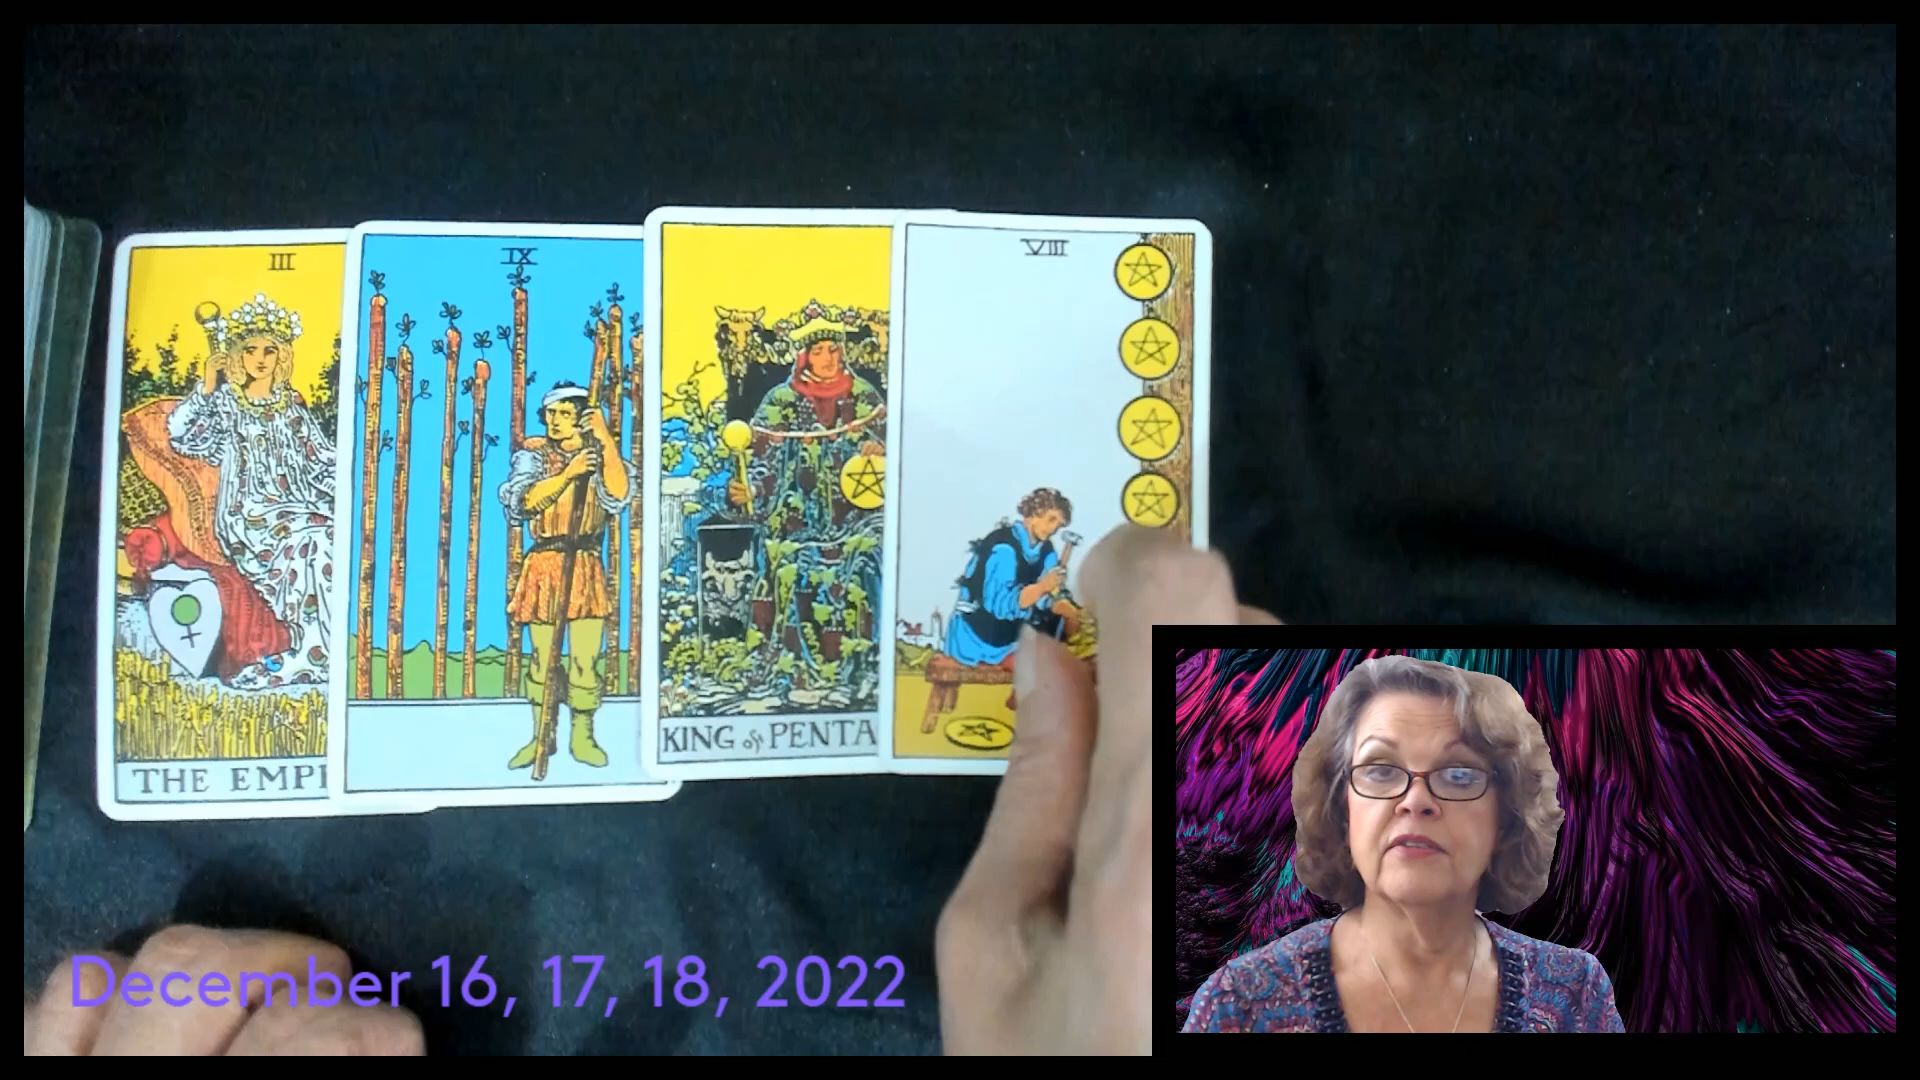 III
IX
VIII
THE EMP
KING of PENTA
December 16, 17, 18, 2022